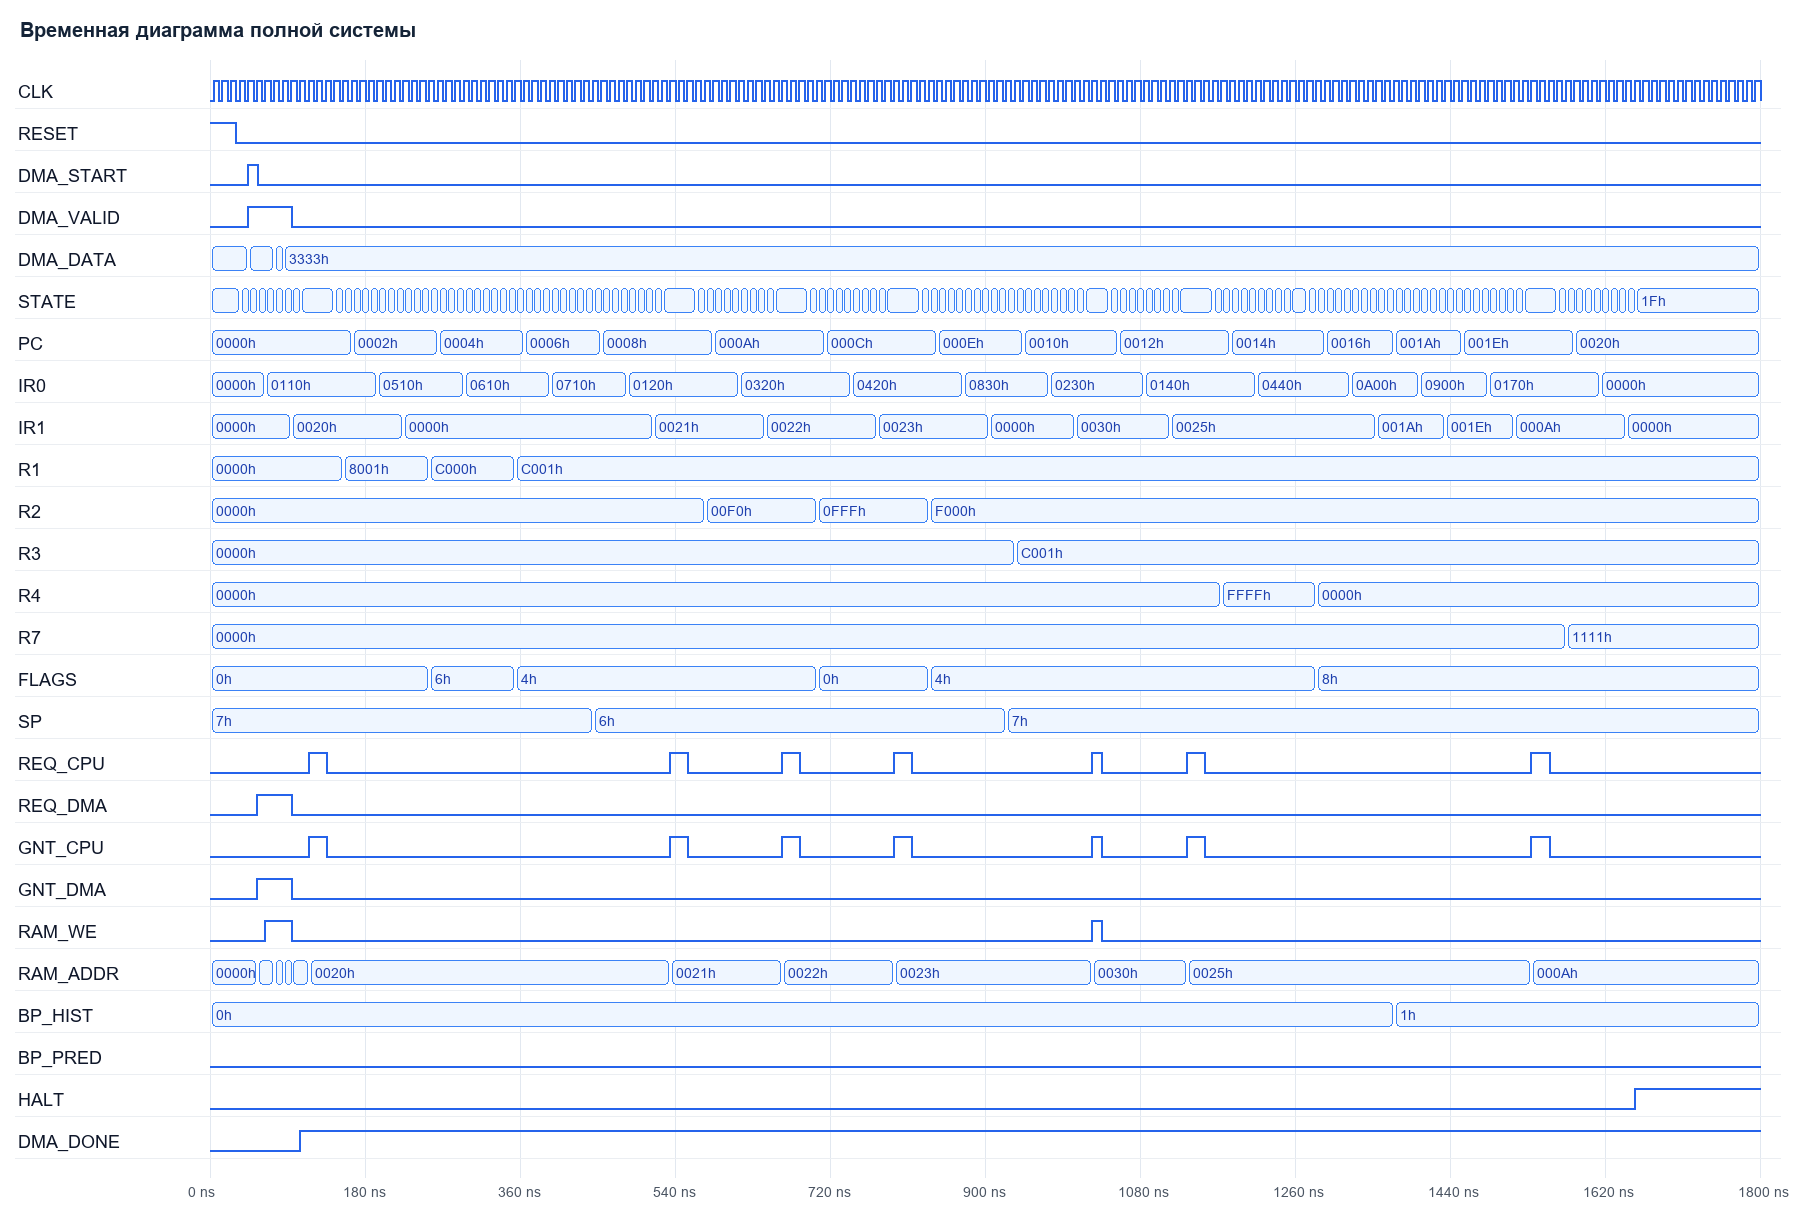 Временная диаграмма полной системы
CLK
RESET
DMA_START
DMA_VALID
DMA_DATA 3333h
STATE 1Fh
PC 0000h 0002h 0004h 0006h 0008h 000Ah 000Ch 000Eh 0010h 0012h 0014h 0016h 001Ah 001Eh 0020h
IR0 0000h 0110h 0510h 0610h 0710h 0120h 0320h 0420h 0830h 0230h 0140h 0440h 0A00h 0900h 0170h 0000h
IR1 0000h 0020h 0000h 0021h 0022h 0023h 0000h 0030h 0025h 001Ah 001Eh 000Ah 0000h
R1 0000h 8001h C000h C001h
R2 0000h 00F0h 0FFFh F000h
R3 0000h C001h
R4 0000h FFFFh 0000h
R7 0000h 1111h
FLAGS 0h 6h 4h 0h 4h 8h
SP 7h 6h 7h
REQ_CPU
REQ_DMA
GNT_CPU
GNT_DMA
RAM_WE
RAM_ADDR 0000h 0020h 0021h 0022h 0023h 0030h 0025h 000Ah
BP_HIST 0h 1h
BP_PRED
HALT
DMA_DONE
0 ns 180 ns 360 ns 540 ns 720 ns 900 ns 1080 ns 1260 ns 1440 ns 1620 ns 1800 ns